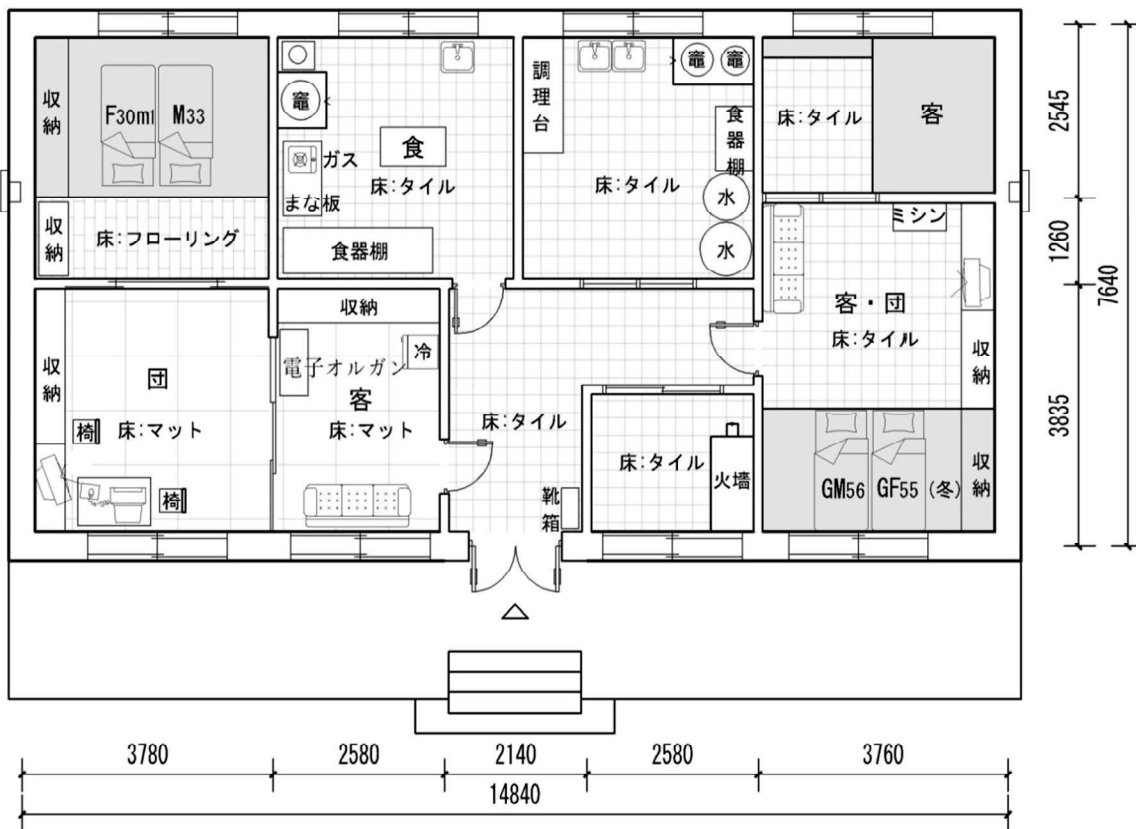 収納
F30m1
M33
収納
床:フローリング
竈
ガス
まな板
食
床:タイル
食器棚
調理台
竈
竈
食器棚
床:タイル
水
水
床:タイル
客
ミシン
客・団
床:タイル
収納
GM56
GF55
(冬)
収納
収納
団
床:マット
椅
椅
収納
電子オルガン
冷
客
床:マット
床:タイル
靴箱
床:タイル
火墙
2545
1260
3835
7640
3780
2580
2140
2580
3760
14840